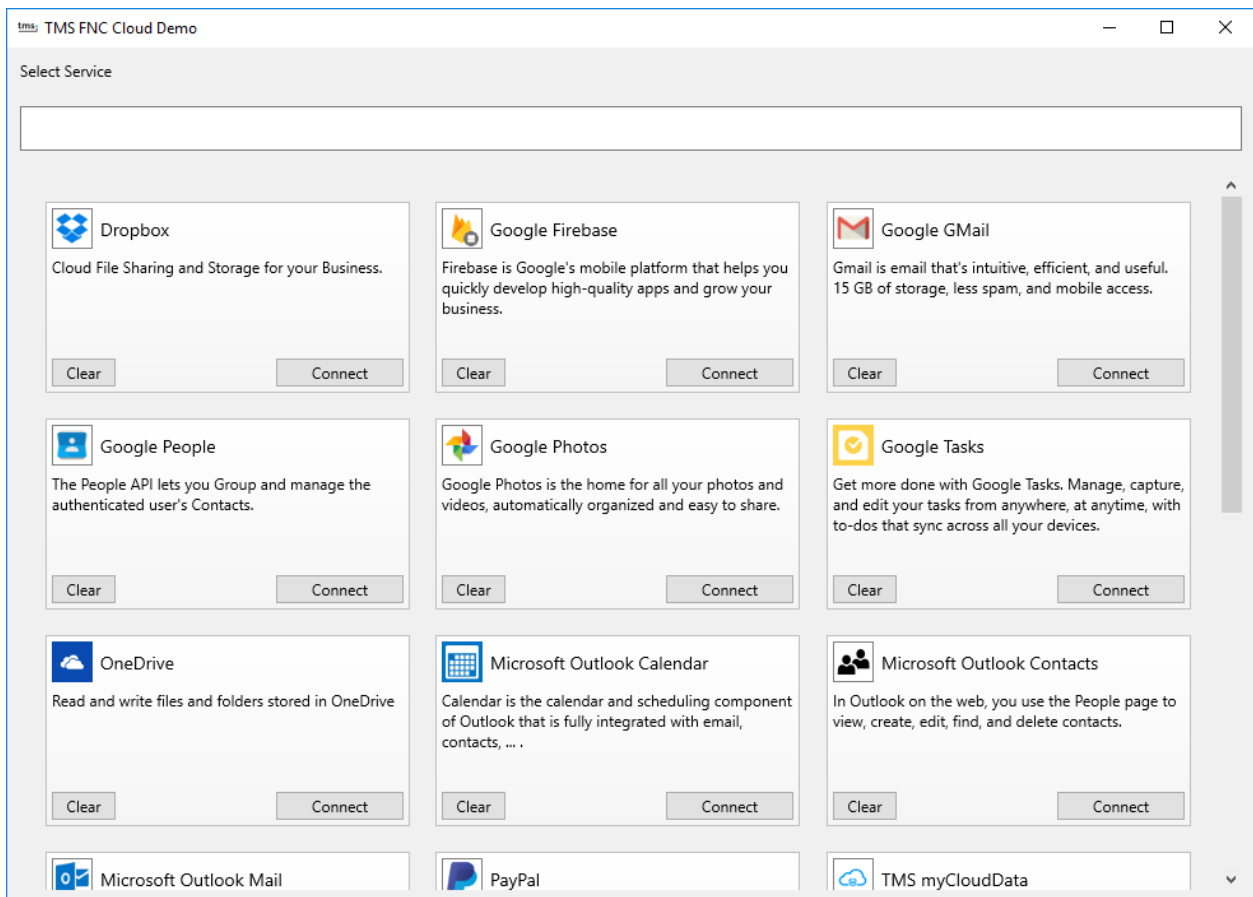 tms TMS FNC Cloud Demo
Select Service
Dropbox
Cloud File Sharing and Storage for your Business.
Clear Connect
Google Firebase
Firebase is Google's mobile platform that helps you
quickly develop high-quality apps and grow your
business.
Clear Connect
Google GMail
Gmail is email that's intuitive, efficient, and useful.
15 GB of storage, less spam, and mobile access.
Clear Connect
Google People
The People API lets you Group and manage the
authenticated user's Contacts.
Clear Connect
Google Photos
Google Photos is the home for all your photos and
videos, automatically organized and easy to share.
Clear Connect
Google Tasks
Get more done with Google Tasks. Manage, capture,
and edit your tasks from anywhere, at anytime, with
to-dos that sync across all your devices.
Clear Connect
OneDrive
Read and write files and folders stored in OneDrive
Clear Connect
Microsoft Outlook Calendar
Calendar is the calendar and scheduling component
of Outlook that is fully integrated with email,
contacts, ... .
Clear Connect
Microsoft Outlook Contacts
In Outlook on the web, you use the People page to
view, create, edit, find, and delete contacts.
Clear Connect
Microsoft Outlook Mail
PayPal
TMS myCloudData